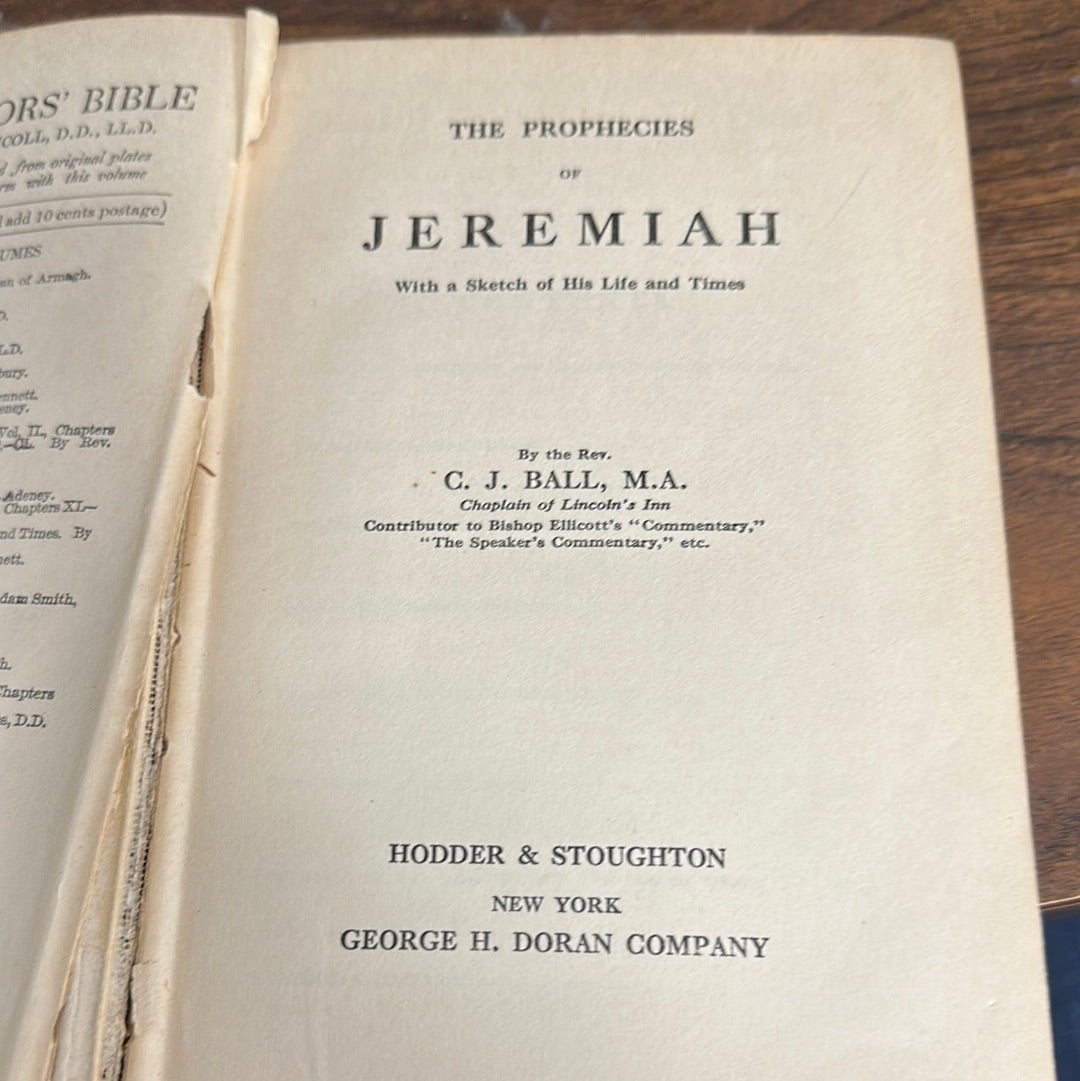 ORS' BIBLE
COLL, D.D., LL.D.
d from original plates
rm with this volume
add 10 cents postage)
UMES
an of Armagh.
D.
L.D.
bury.
ennett.
eney.
Vol. II., Chapters
By Rev.
Adeney.
Chapters XL—
nd Times. By
nett.
dam Smith,
h.
Chapters
s, D.D.
THE PROPHECIES
OF
JEREMIAH
With a Sketch of His Life and Times
By the Rev.
C. J. BALL, M.A.
Chaplain of Lincoln's Inn
Contributor to Bishop Ellicott's "Commentary,"
"The Speaker's Commentary," etc.
HODDER & STOUGHTON
NEW YORK
GEORGE H. DORAN COMPANY